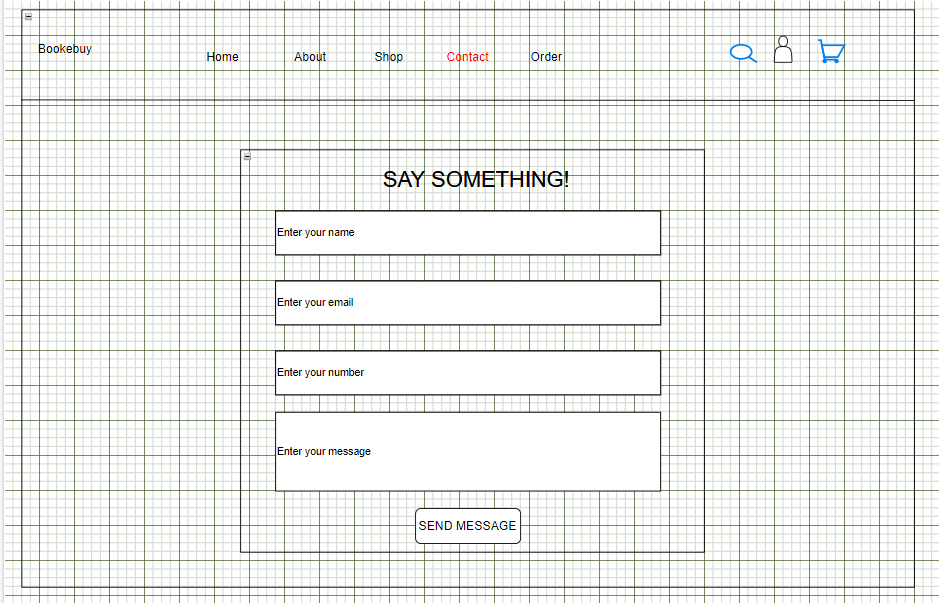 Bookebuy
Home About Shop Contact Order
SAY SOMETHING!
Enter your name
Enter your email
Enter your number
Enter your message
SEND MESSAGE